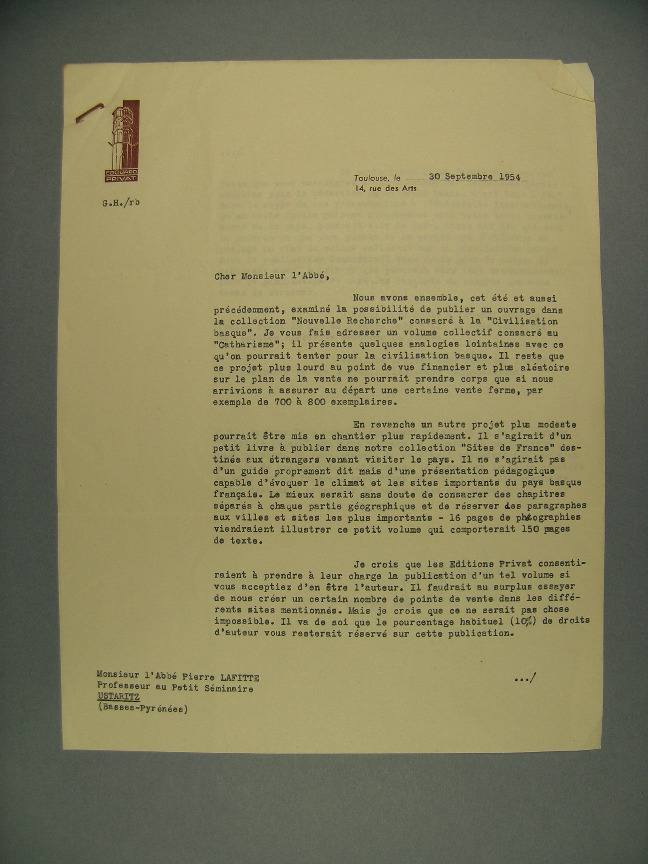 EDOUARD
PRIVAT
Toulouse, le 30 Septembre 1954
14, rue des Arts
G.H./rb
Cher Monsieur l'Abbé,
Nous avons ensemble, cet été et aussi
précédemment, examiné la possibilité de publier un ouvrage dans
la collection "Nouvelle Recherche" consacré à la "Civilisation
basque". Je vous fais adresser un volume collectif consacré au
"Catharisme"; il présente quelques analogies lointaines avec ce
qu'on pourrait tenter pour la civilisation basque. Il reste que
ce projet plus lourd au point de vue financier et plus aléatoire
sur le plan de la vente ne pourrait prendre corps que si nous
arrivions à assurer au départ une certaine vente ferme, par
exemple de 700 à 800 exemplaires.
En revanche un autre projet plus modeste
pourrait être mis en chantier plus rapidement. Il s'agirait d'un
petit livre à publier dans notre collection "Sites de France" des-
tinée aux étrangers venant visiter le pays. Il ne s'agirait pas
d'un guide proprement dit mais d'une présentation pédagogique
capable d'évoquer le climat et les sites importants du pays basque
français. Le mieux serait sans doute de consacrer des chapitres
séparés à chaque partie géographique et de réserver des paragraphes
aux villes et sites les plus importants - 16 pages de photographies
viendraient illustrer ce petit volume qui comporterait 150 pages
de texte.
Je crois que les Editions Privat consenti-
raient à prendre à leur charge la publication d'un tel volume si
vous acceptiez d'en être l'auteur. Il faudrait au surplus essayer
de nous créer un certain nombre de points de vente dans les diffé-
rents sites mentionnés. Mais je crois que ce ne serait pas chose
impossible. Il va de soi que le pourcentage habituel (10%) de droits
d'auteur vous resterait réservé sur cette publication.
Monsieur l'Abbé Pierre LAFITTE
Professeur au Petit Séminaire
USTARITZ
(Basses-Pyrénées)
.../